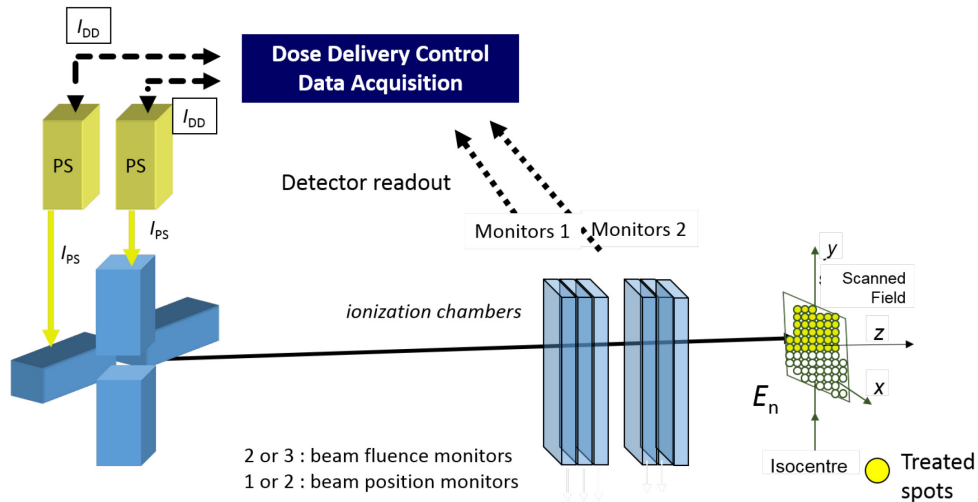 I_DD
Dose Delivery Control
Data Acquisition
I_DD
PS
PS
Detector readout
I_PS
I_PS
Monitors 1
Monitors 2
y
Scanned
Field
ionization chambers
z
x
E_n
2 or 3 : beam fluence monitors
1 or 2 : beam position monitors
Isocentre
Treated
spots